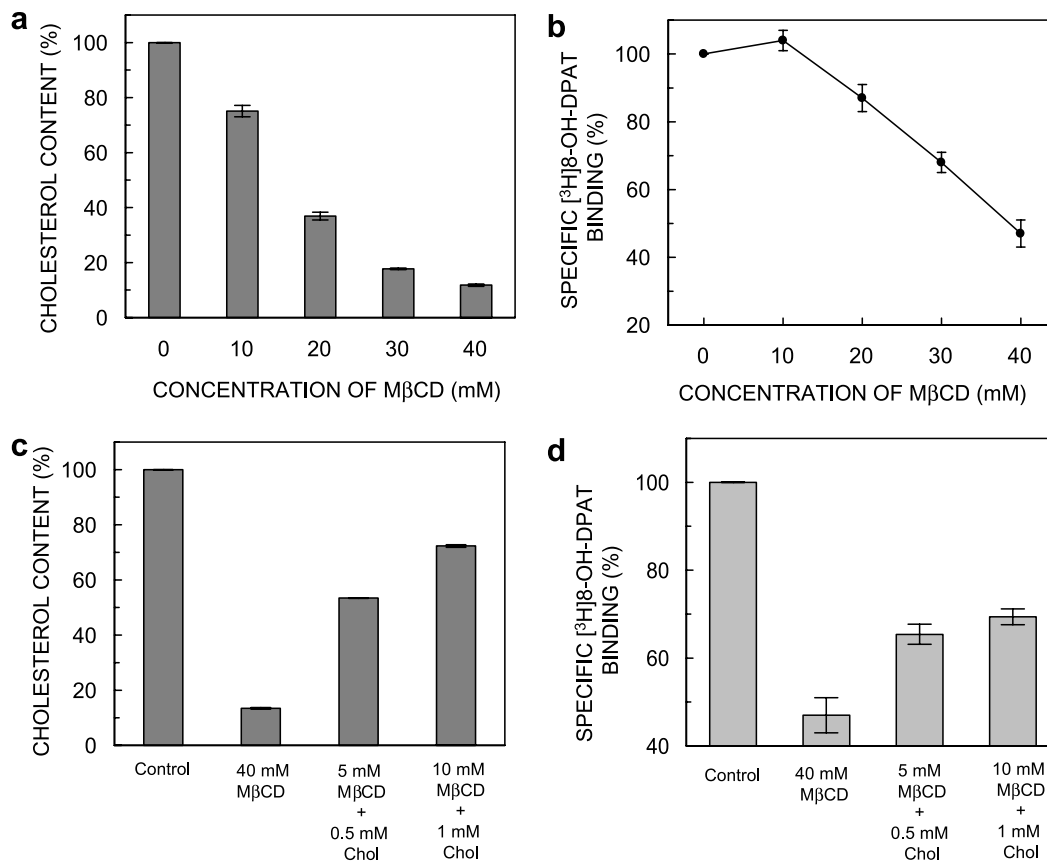 a
CHOLESTEROL CONTENT (%)
100
80
60
40
20
0
0 10 20 30 40
CONCENTRATION OF MβCD (mM)
b
SPECIFIC [³H]8-OH-DPAT
BINDING (%)
100
80
60
40
20
0 10 20 30 40
CONCENTRATION OF MβCD (mM)
c
CHOLESTEROL CONTENT (%)
100
80
60
40
20
0
Control
40 mM
MβCD
5 mM
MβCD
+
0.5 mM
Chol
10 mM
MβCD
+
1 mM
Chol
d
SPECIFIC [³H]8-OH-DPAT
BINDING (%)
100
80
60
40
Control
40 mM
MβCD
5 mM
MβCD
+
0.5 mM
Chol
10 mM
MβCD
+
1 mM
Chol